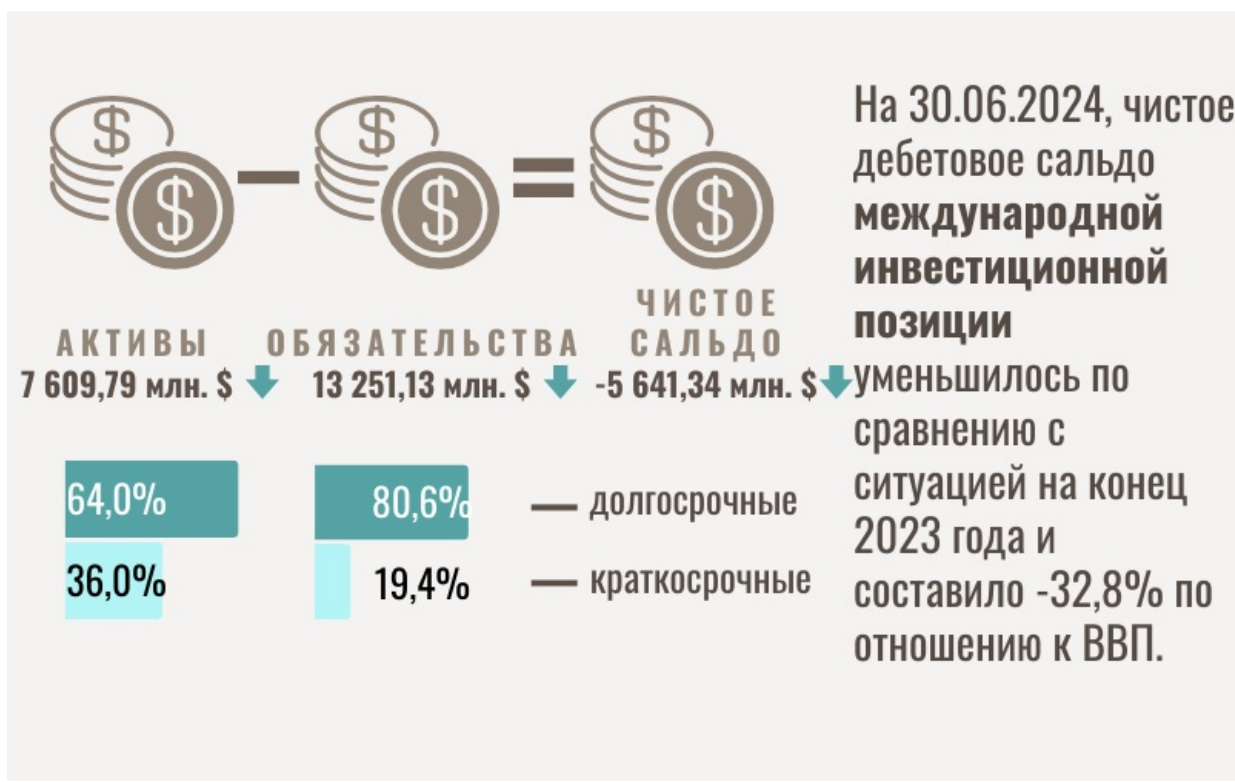 ЧИСТОЕ
АКТИВЫ ОБЯЗАТЕЛЬСТВА САЛЬДО
7 609,79 млн. $ 13 251,13 млн. $ -5 641,34 млн. $
64,0% 80,6% — долгосрочные
36,0% 19,4% — краткосрочные
На 30.06.2024, чистое
дебетовое сальдо
международной
инвестиционной
позиции
уменьшилось по
сравнению с
ситуацией на конец
2023 года и
составило -32,8% по
отношению к ВВП.